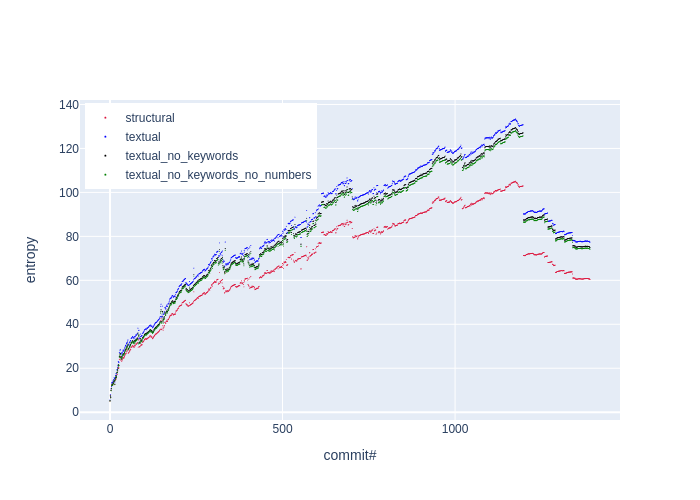 structural
textual
textual_no_keywords
textual_no_keywords_no_numbers
140
120
100
80
60
40
20
0
entropy
0
500
1000
commit#